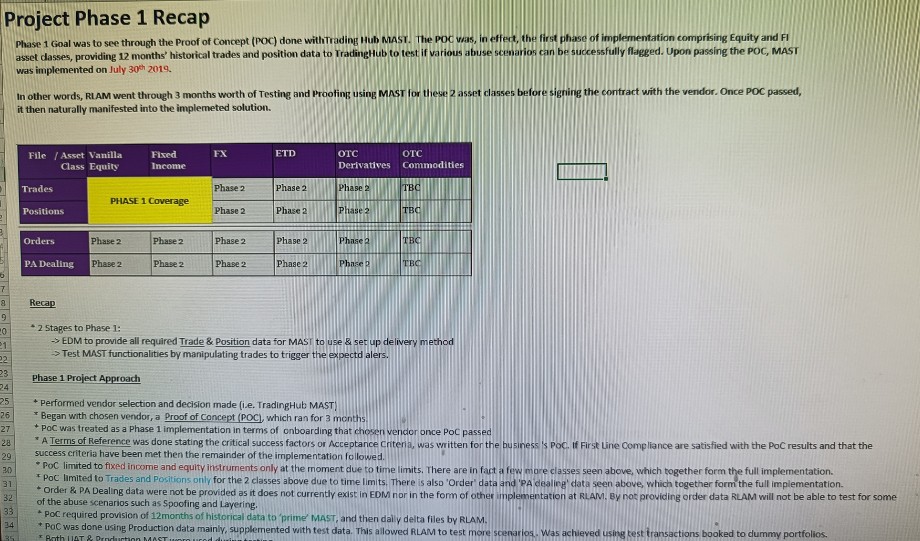 Project Phase 1 Recap
Phase 1 Goal was to see through the Proof of Concept (POC) done withTrading Hub MAST. The POC was, in effect, the first phase of implementation comprising Equity and FI
asset classes, providing 12 months' historical trades and position data to TradingHub to test if various abuse scenarios can be successfully flagged. Upon passing the POC, MAST
was implemented on July 30th 2019.
In other words, RLAM went through 3 months worth of Testing and Proofing using MAST for these 2 asset classes before signing the contract with the vendor. Once POC passed,
it then naturally manifested into the implemeted solution.
File / Asset Class Vanilla Equity Fixed Income FX ETD OTC Derivatives OTC Commodities
Trades PHASE 1 Coverage Phase 2 Phase 2 Phase 2 TBC
Positions Phase 2 Phase 2 Phase 2 TBC
Orders Phase 2 Phase 2 Phase 2 Phase 2 Phase 2 TBC
PA Dealing Phase 2 Phase 2 Phase 2 Phase 2 Phase 2 TBC
Recap
* 2 Stages to Phase 1:
-> EDM to provide all required Trade & Position data for MAST to use & set up delivery method
-> Test MAST functionalities by manipulating trades to trigger the expectd alers.
Phase 1 Project Approach
* Performed vendor selection and decision made (i.e. TradingHub MAST)
* Began with chosen vendor, a Proof of Concept (POC), which ran for 3 months.
* PoC was treated as a Phase 1 implementation in terms of onboarding that chosen vendor once PoC passed
* A Terms of Reference was done stating the critical success factors or Acceptance Criteria, was written for the business 's PoC. If First Line Compliance are satisfied with the PoC results and that the
success criteria have been met then the remainder of the implementation followed.
* PoC limited to fixed income and equity instruments only at the moment due to time limits. There are in fact a few more classes seen above, which together form the full implementation.
* PoC limited to Trades and Positions only for the 2 classes above due to time limits. There is also 'Order' data and 'PA dealing' data seen above, which together form the full implementation.
* Order & PA Dealing data were not be provided as it does not currently exist in EDM nor in the form of other implementation at RLAM. By not providing order data RLAM will not be able to test for some
of the abuse scenarios such as Spoofing and Layering.
* PoC required provision of 12months of historical data to 'prime' MAST, and then daily delta files by RLAM.
* PoC was done using Production data mainly, supplemented with test data. This allowed RLAM to test more scenarios. Was achieved using test transactions booked to dummy portfolios.
* Both UAT & Production MAST were used during testing